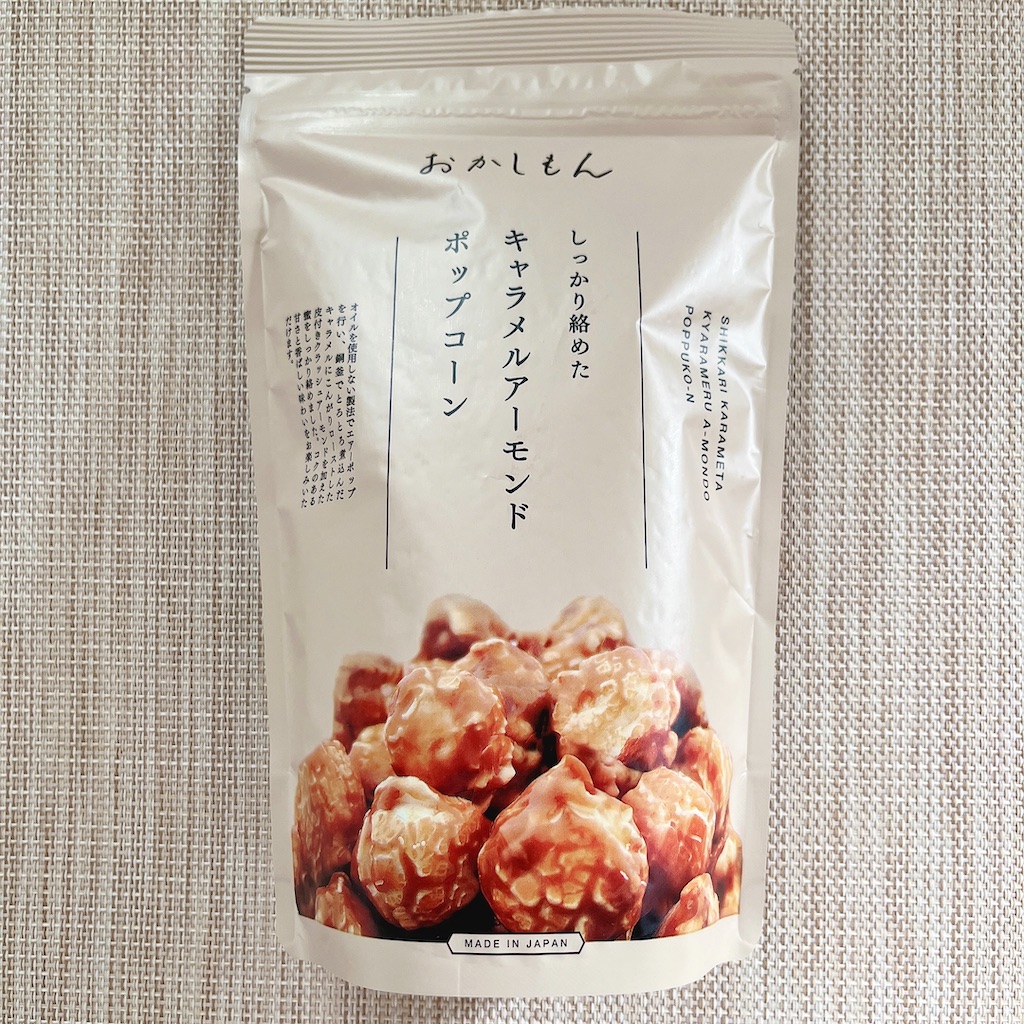 おかしもん
SHIKKARI KARAMETA
KYARAMERU A-MONDO
POPPUKO-N
しっかり絡めた
キャラメルアーモンド
ポップコーン
オイルを使用しない製法でエアーポップ
を行い、銅釜でとろとろ煮込んだ
キャラメルにこんがりローストした
皮付きクラッシュアーモンドを加えた
蜜をしっかり絡めました。コクのある
甘さと香ばしい味わいをお楽しみいた
だけます。
MADE IN JAPAN